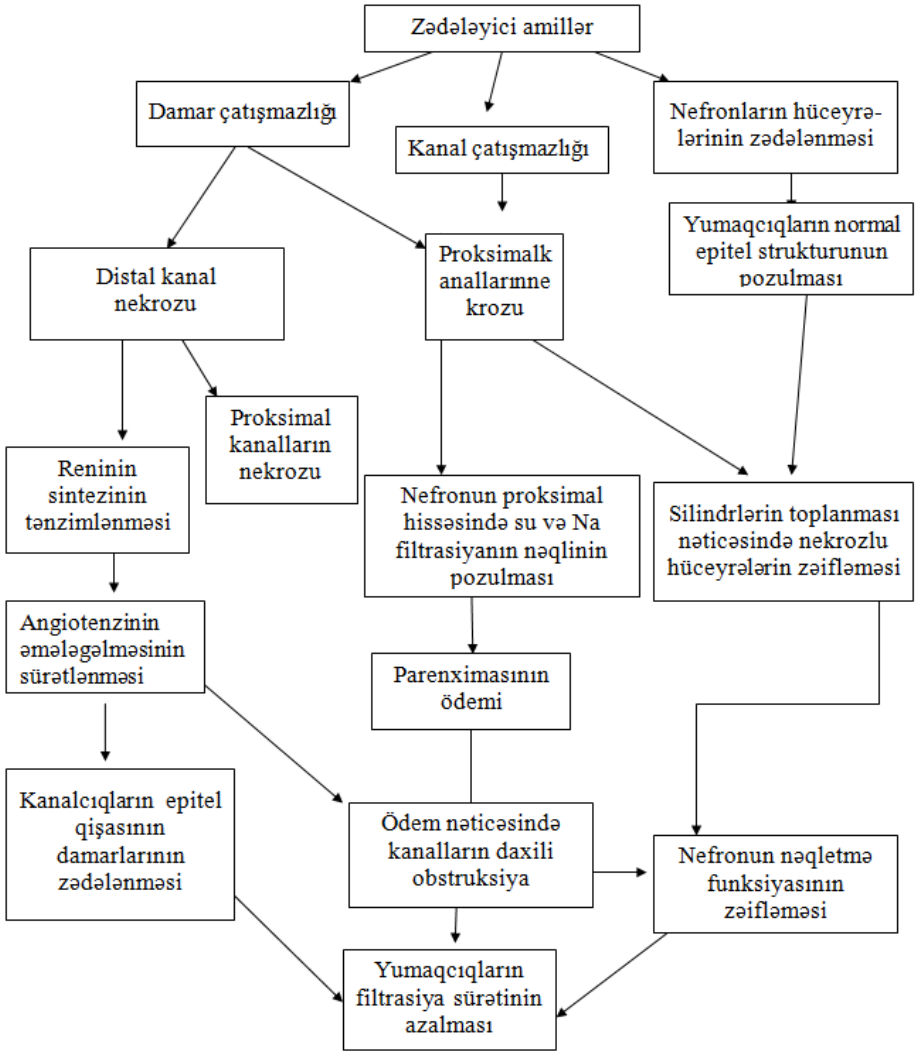 Zədələyici amillər
Damar çatışmazlığı
Kanal çatışmazlığı
Nefronların hüceyrə-
lərinin zədələnməsi
Yumaqcıqların normal
epitel strukturunun
pozulması
Distal kanal
nekrozu
Proksimalk
anallarınne
krozu
Proksimal
kanalların
nekrozu
Reninin
sintezinin
tənzimlənməsi
Nefronun proksimal
hissəsində su və Na
filtrasiyanın nəqlinin
pozulması
Silindrlərin toplanması
nəticəsində nekrozlu
hüceyrələrin zəifləməsi
Angiotenzinin
əmələgəlməsinin
sürətlənməsi
Parenximasının
ödemi
Kanalcıqların epitel
qişasının
damarlarının
zədələnməsi
Ödem nəticəsində
kanalların daxili
obstruksiya
Nefronun nəqletmə
funksiyasının
zəifləməsi
Yumaqcıqların
filtrasiya sürətinin
azalması